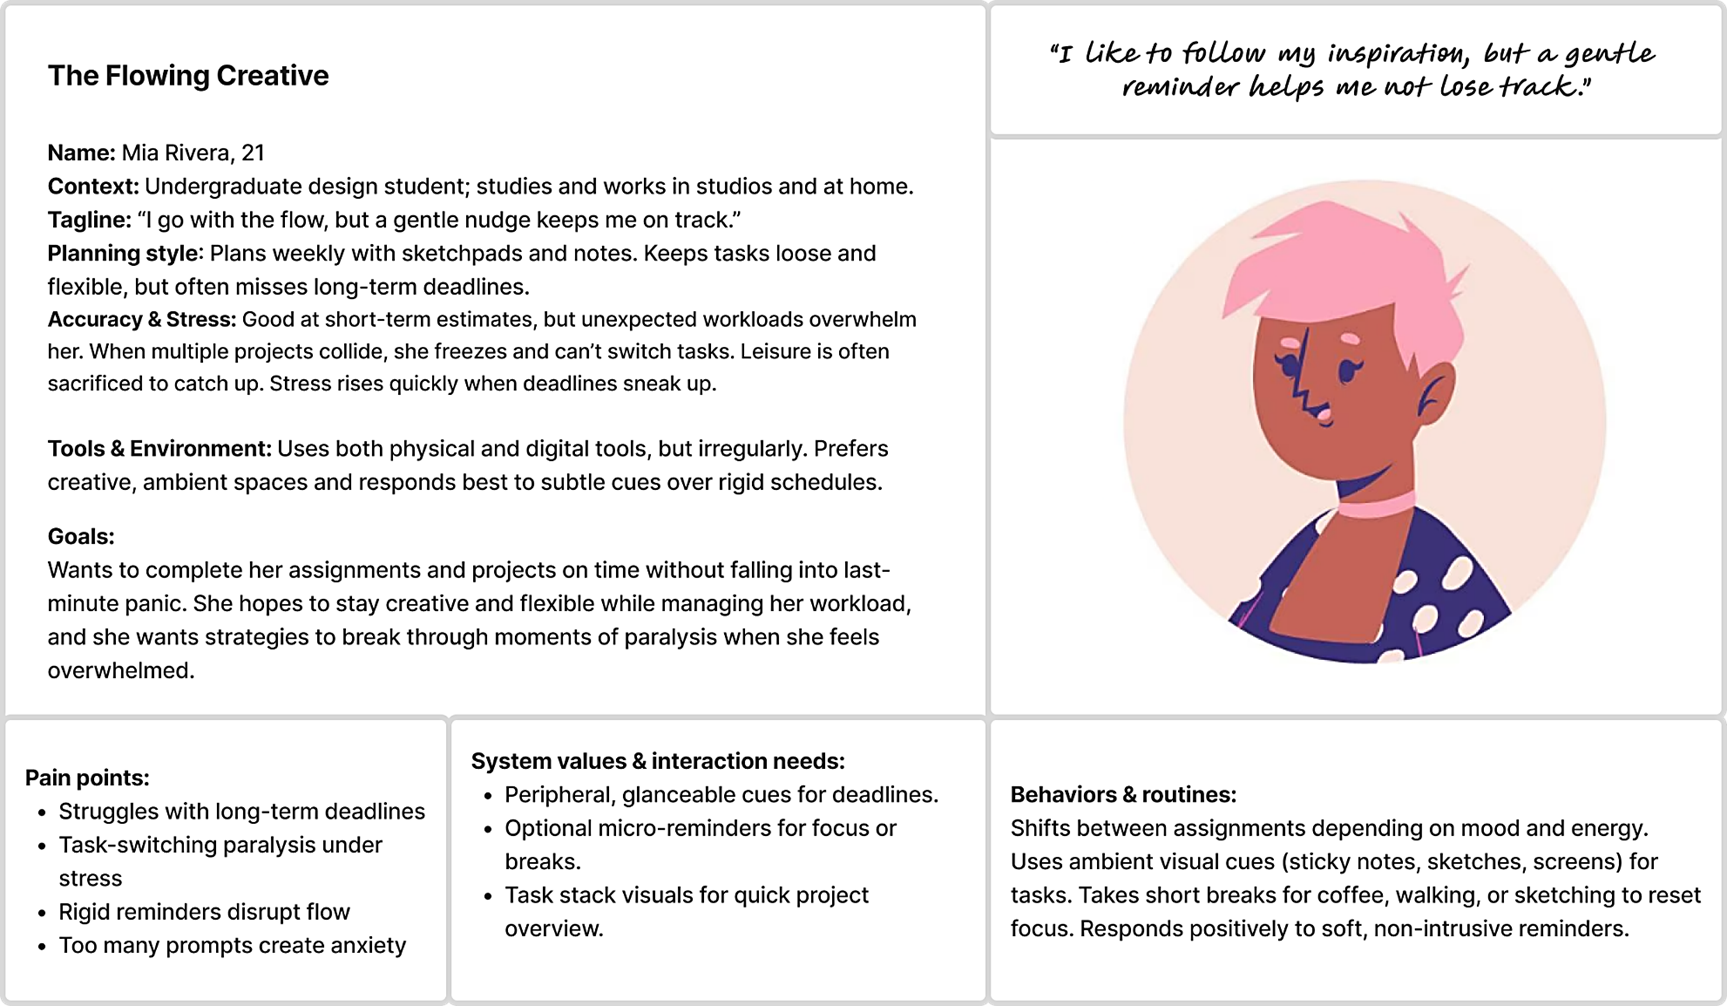 The Flowing Creative
Name: Mia Rivera, 21
Context: Undergraduate design student; studies and works in studios and at home.
Tagline: “I go with the flow, but a gentle nudge keeps me on track.”
Planning style: Plans weekly with sketchpads and notes. Keeps tasks loose and
flexible, but often misses long-term deadlines.
Accuracy & Stress: Good at short-term estimates, but unexpected workloads overwhelm
her. When multiple projects collide, she freezes and can’t switch tasks. Leisure is often
sacrificed to catch up. Stress rises quickly when deadlines sneak up.
Tools & Environment: Uses both physical and digital tools, but irregularly. Prefers
creative, ambient spaces and responds best to subtle cues over rigid schedules.
Goals:
Wants to complete her assignments and projects on time without falling into last-
minute panic. She hopes to stay creative and flexible while managing her workload,
and she wants strategies to break through moments of paralysis when she feels
overwhelmed.
“I like to follow my inspiration, but a gentle
reminder helps me not lose track.”
Pain points:
• Struggles with long-term deadlines
• Task-switching paralysis under
stress
• Rigid reminders disrupt flow
• Too many prompts create anxiety
System values & interaction needs:
• Peripheral, glanceable cues for deadlines.
• Optional micro-reminders for focus or
breaks.
• Task stack visuals for quick project
overview.
Behaviors & routines:
Shifts between assignments depending on mood and energy.
Uses ambient visual cues (sticky notes, sketches, screens) for
tasks. Takes short breaks for coffee, walking, or sketching to reset
focus. Responds positively to soft, non-intrusive reminders.